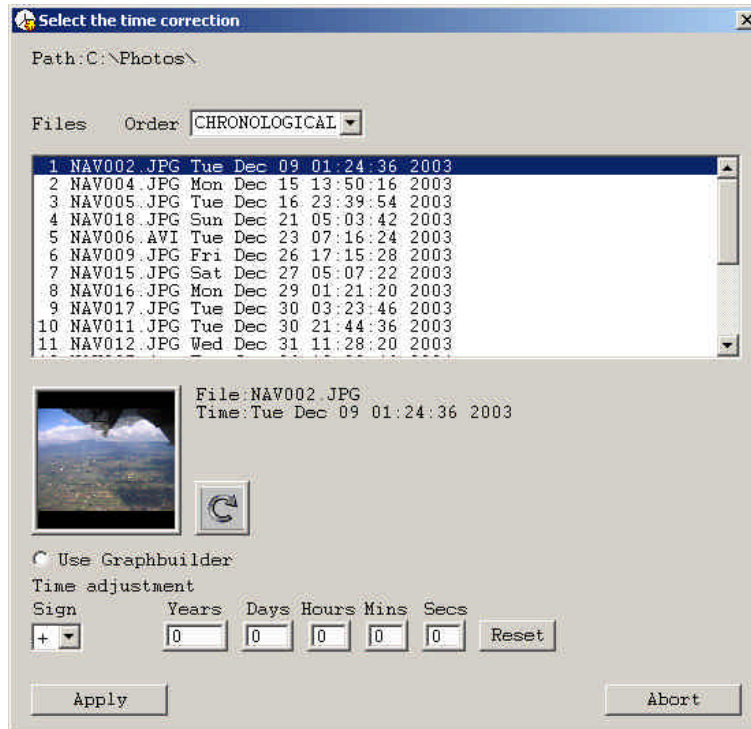 Select the time correction
Path:C:\Photos\
Files Order CHRONOLOGICAL
1 NAV002.JPG Tue Dec 09 01:24:36 2003
2 NAV004.JPG Mon Dec 15 13:50:16 2003
3 NAV005.JPG Tue Dec 16 23:39:54 2003
4 NAV018.JPG Sun Dec 21 05:03:42 2003
5 NAV006.AVI Tue Dec 23 07:16:24 2003
6 NAV009.JPG Fri Dec 26 17:15:28 2003
7 NAV015.JPG Sat Dec 27 05:07:22 2003
8 NAV016.JPG Mon Dec 29 01:21:20 2003
9 NAV017.JPG Tue Dec 30 03:23:46 2003
10 NAV011.JPG Tue Dec 30 21:44:36 2003
11 NAV012.JPG Wed Dec 31 11:28:20 2003
File:NAV002.JPG
Time:Tue Dec 09 01:24:36 2003
Use Graphbuilder
Time adjustment
Sign Years Days Hours Mins Secs
+ 0 0 0 0 0 Reset
Apply Abort